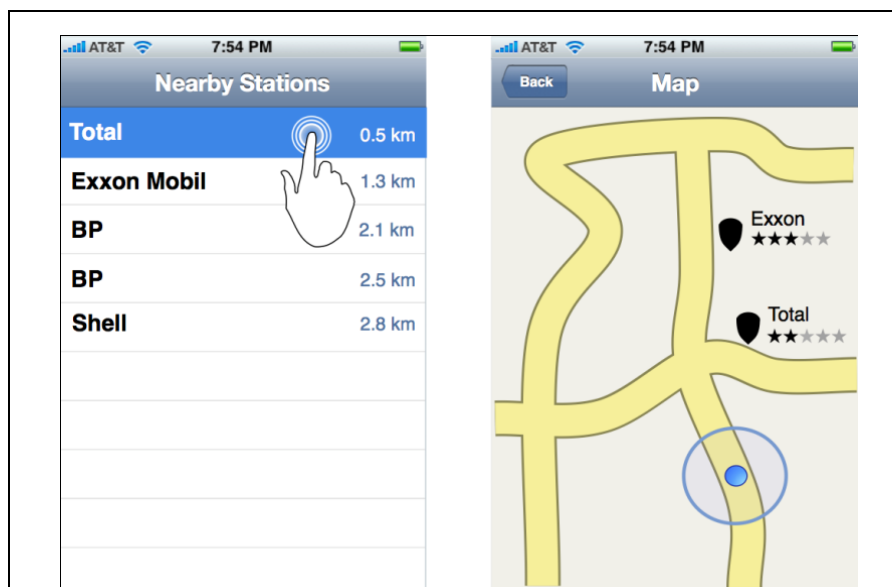 AT&T 7:54 PM
Nearby Stations
Total 0.5 km
Exxon Mobil 1.3 km
BP 2.1 km
BP 2.5 km
Shell 2.8 km
AT&T 7:54 PM
Back Map
Exxon
Total